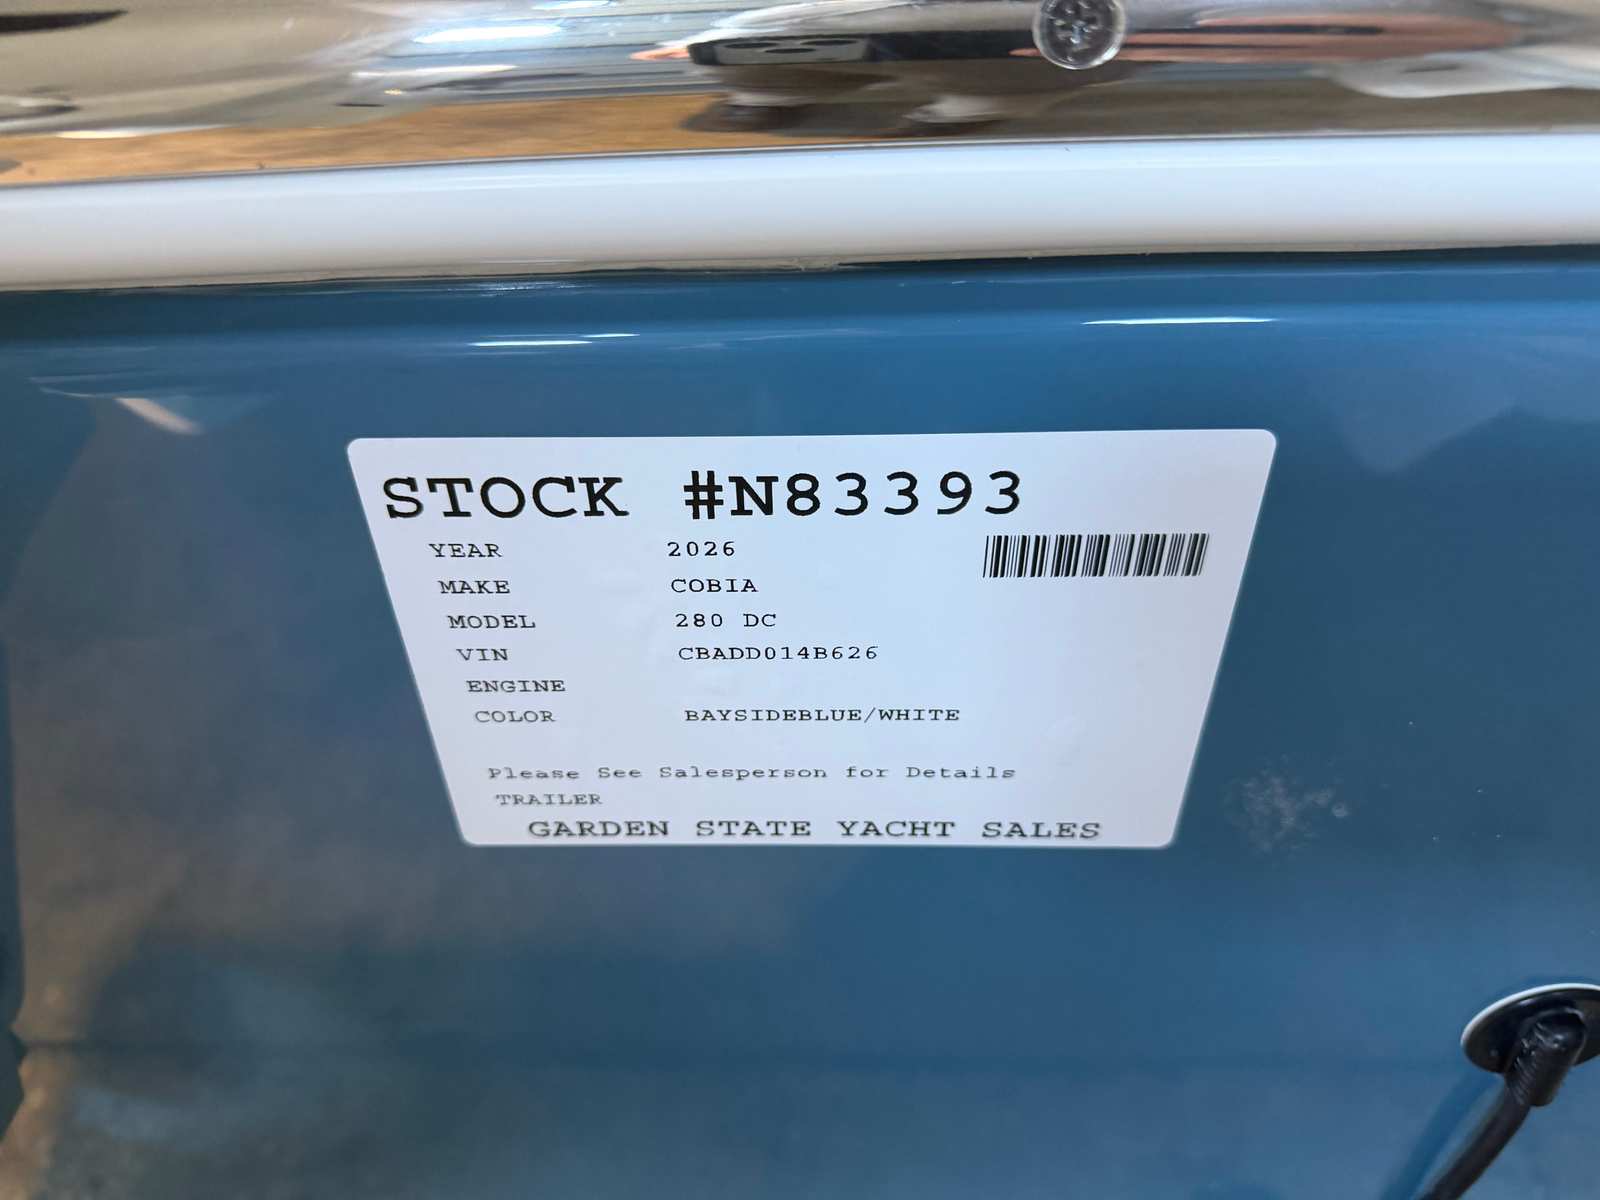 STOCK #N83393
YEAR 2026
MAKE COBIA
MODEL 280 DC
VIN CBADD014B626
ENGINE
COLOR BAYSIDEBLUE/WHITE
Please See Salesperson for Details
TRAILER
GARDEN STATE YACHT SALES